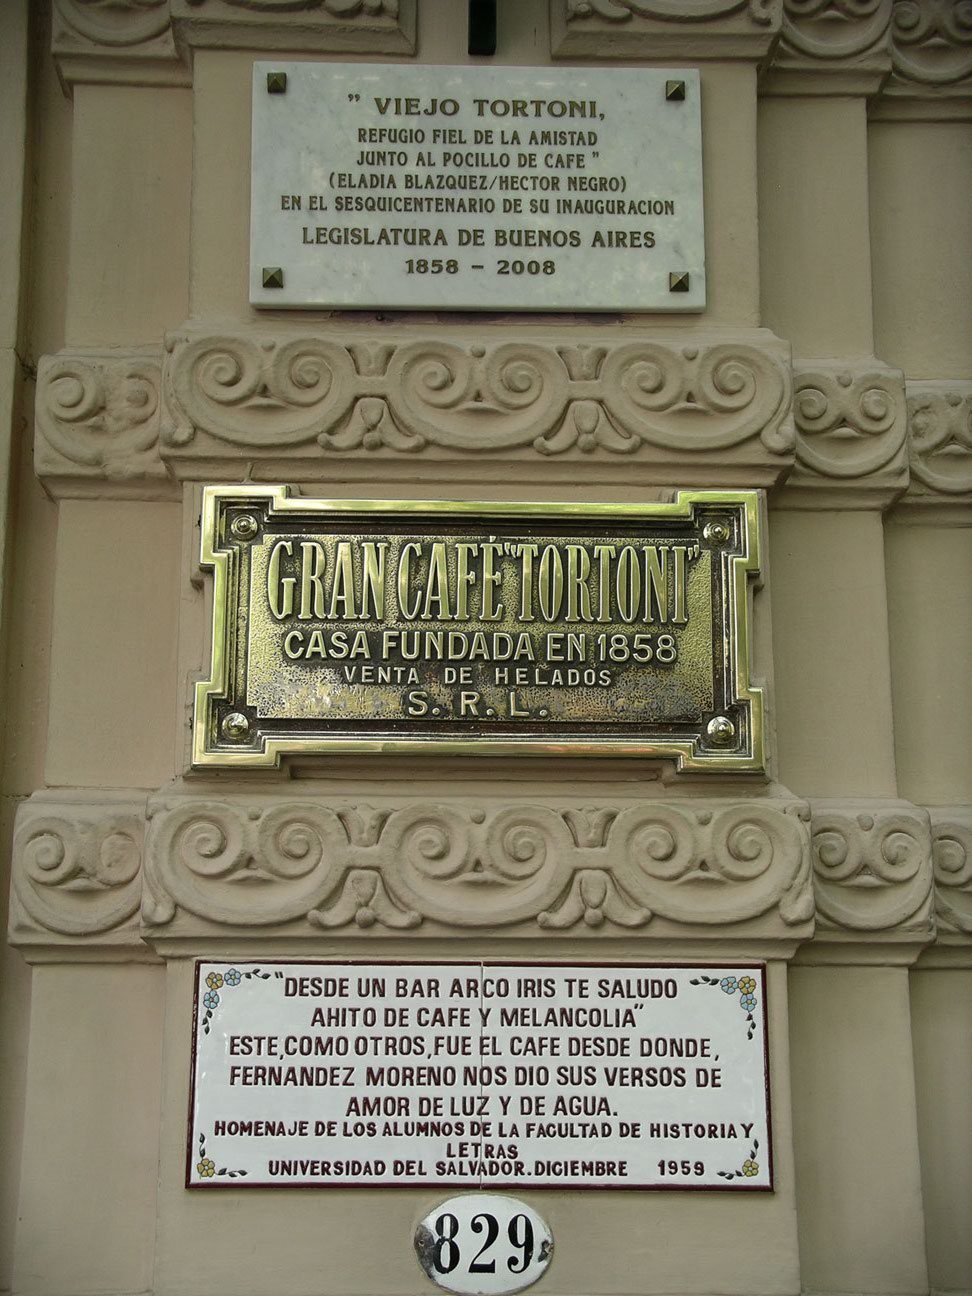 "VIEJO TORTONI,
REFUGIO FIEL DE LA AMISTAD
JUNTO AL POCILLO DE CAFE"
(ELADIA BLAZQUEZ/HECTOR NEGRO)
EN EL SESQUICENTENARIO DE SU INAUGURACION
LEGISLATURA DE BUENOS AIRES
1858 - 2008
GRAN CAFÉ "TORTONI"
CASA FUNDADA EN 1858
VENTA DE HELADOS
S. R. L.
"DESDE UN BAR ARCO IRIS TE SALUDO
AHITO DE CAFE Y MELANCOLIA"
ESTE, COMO OTROS, FUE EL CAFE DESDE DONDE,
FERNANDEZ MORENO NOS DIO SUS VERSOS DE
AMOR DE LUZ Y DE AGUA.
HOMENAJE DE LOS ALUMNOS DE LA FACULTAD DE HISTORIA Y
LETRAS
UNIVERSIDAD DEL SALVADOR. DICIEMBRE 1959
829